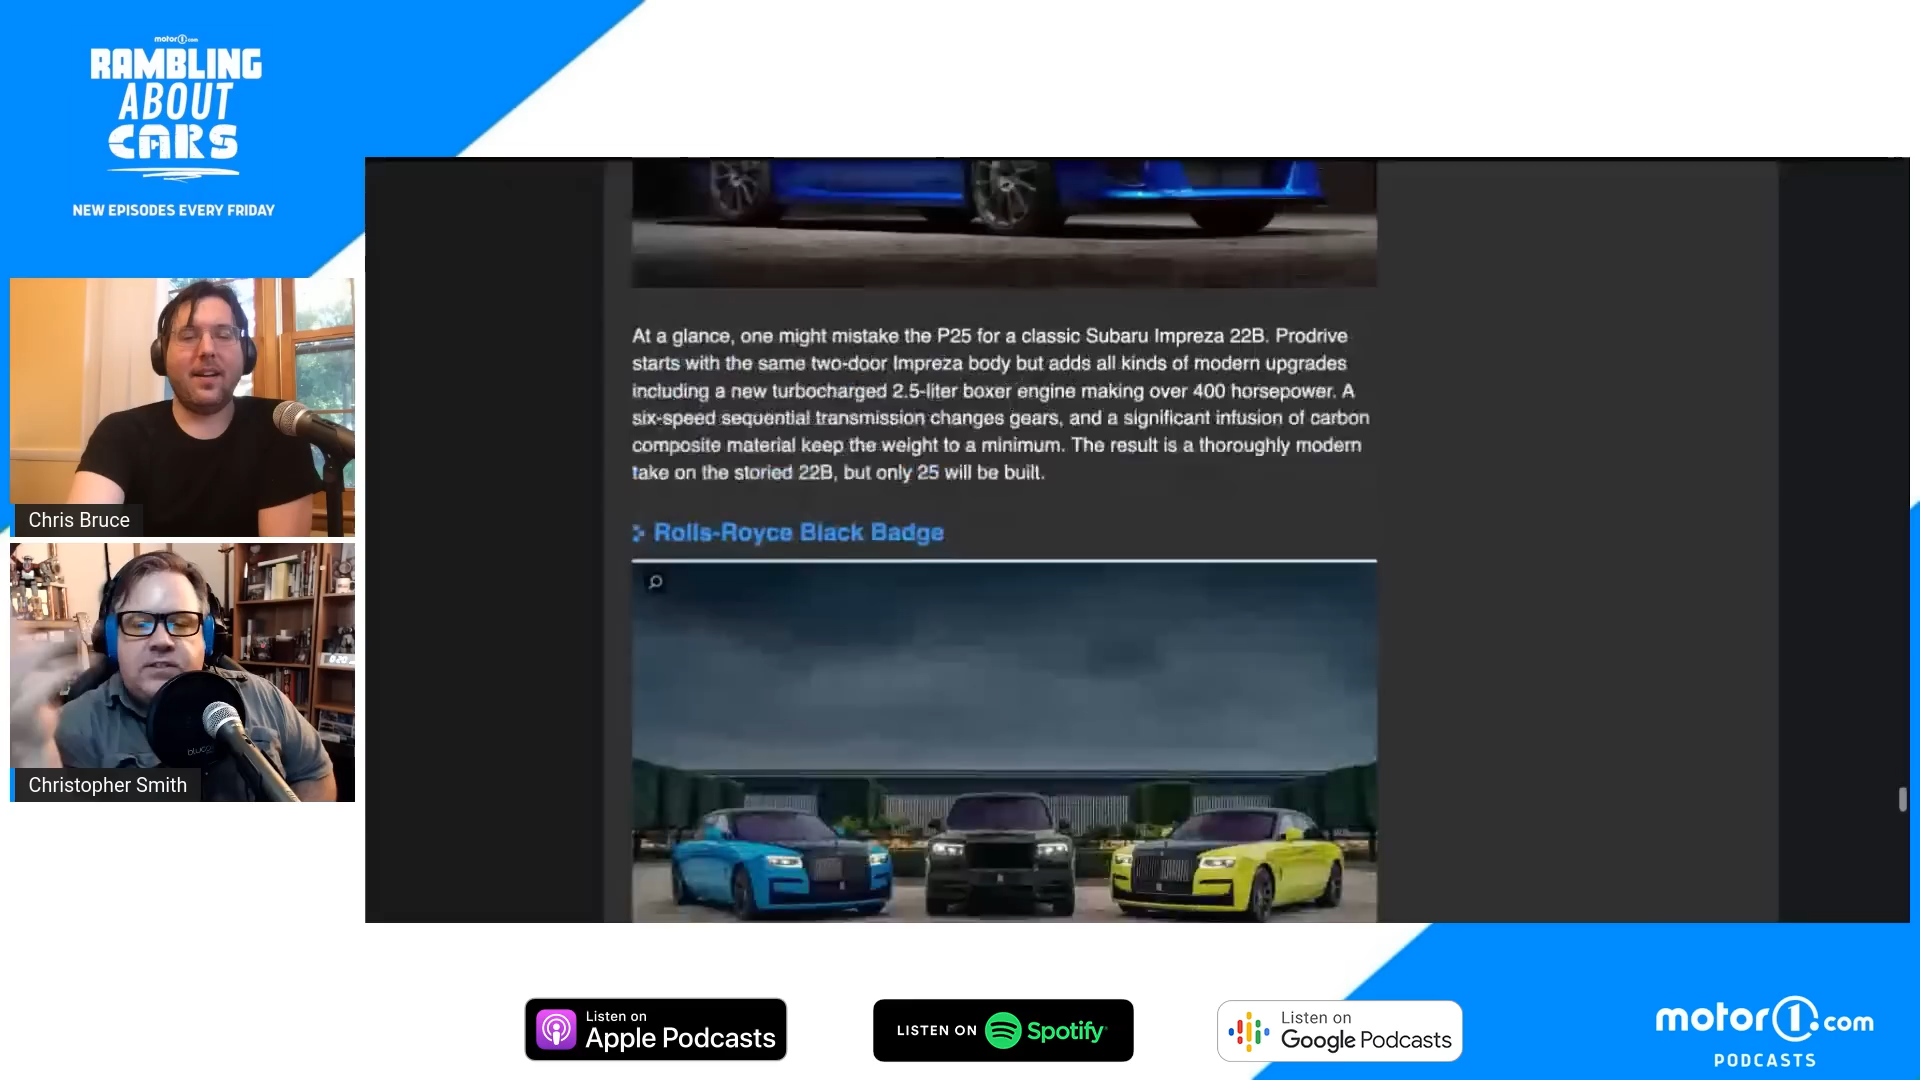 motor1.com
RAMBLING
ABOUT
CARS
NEW EPISODES EVERY FRIDAY
Chris Bruce
Christopher Smith
At a glance, one might mistake the P25 for a classic Subaru Impreza 22B. Prodrive
starts with the same two-door Impreza body but adds all kinds of modern upgrades
including a new turbocharged 2.5-liter boxer engine making over 400 horsepower. A
six-speed sequential transmission changes gears, and a significant infusion of carbon
composite material keep the weight to a minimum. The result is a thoroughly modern
take on the storied 22B, but only 25 will be built.
Rolls-Royce Black Badge
Listen on
Apple Podcasts
LISTEN ON Spotify
Listen on
Google Podcasts
motor1.com
PODCASTS